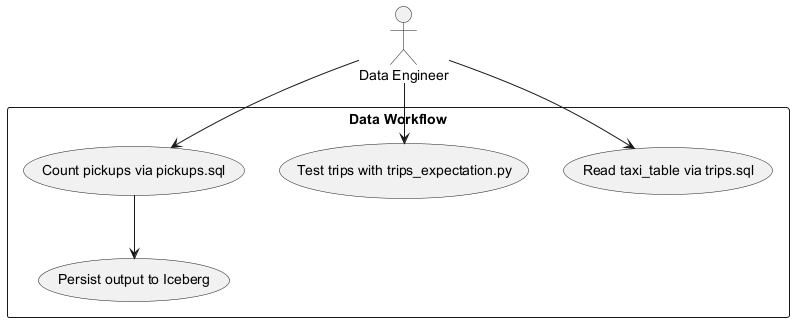 Data Engineer
Data Workflow
Count pickups via pickups.sql
Test trips with trips_expectation.py
Read taxi_table via trips.sql
Persist output to Iceberg